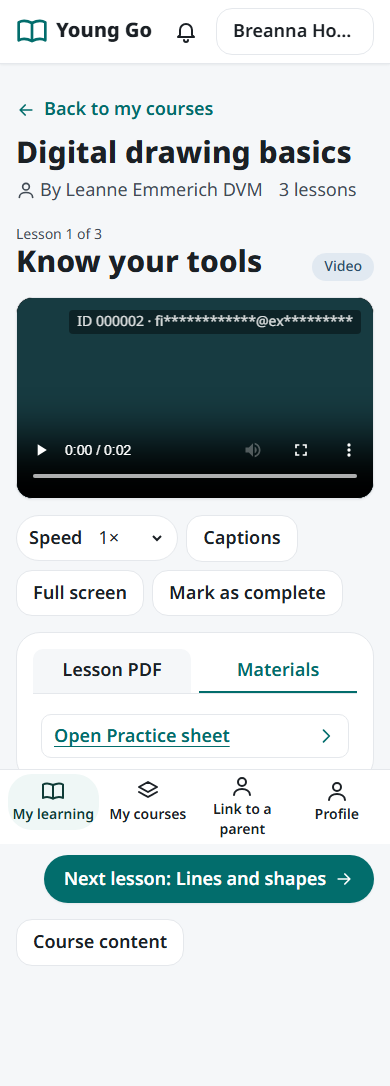 Young Go
Breanna Ho...
Back to my courses
Digital drawing basics
By Leanne Emmerich DVM 3 lessons
Lesson 1 of 3
Know your tools
Video
ID 000002 · fi************@ex*********
0:00 / 0:02
Speed 1×
Captions
Full screen
Mark as complete
Lesson PDF
Materials
Open Practice sheet
My learning
My courses
Link to a
parent
Profile
Next lesson: Lines and shapes
Course content